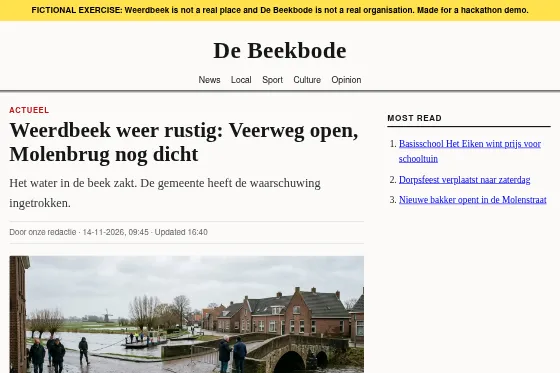 FICTIONAL EXERCISE: Weerdbeek is not a real place and De Beekbode is not a real organisation. Made for a hackathon demo.
De Beekbode
News Local Sport Culture Opinion
ACTUEEL
Weerdbeek weer rustig: Veerweg open,
Molenbrug nog dicht
Het water in de beek zakt. De gemeente heeft de waarschuwing
ingetrokken.
Door onze redactie · 14-11-2026, 09:45 · Updated 16:40
MOST READ
1. Basisschool Het Eiken wint prijs voor
schooltuin
2. Dorpsfeest verplaatst naar zaterdag
3. Nieuwe bakker opent in de Molenstraat